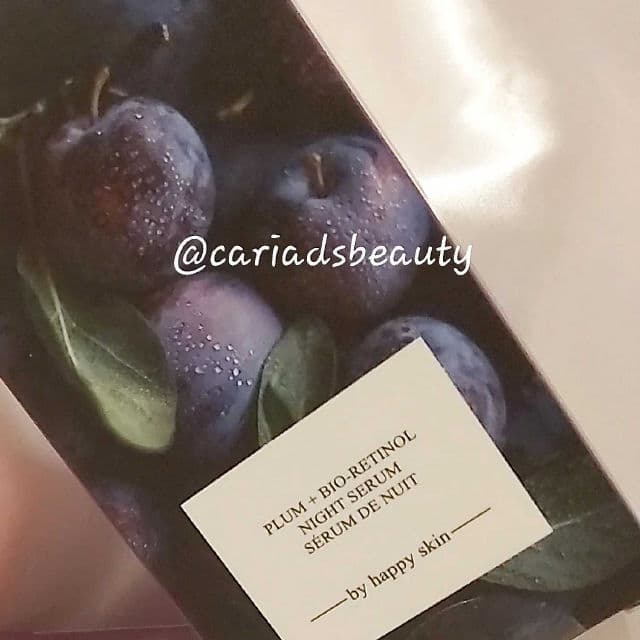 @cariadsbeauty
PLUM + BIO-RETINOL
NIGHT SERUM
SÉRUM DE NUIT
by happy skin